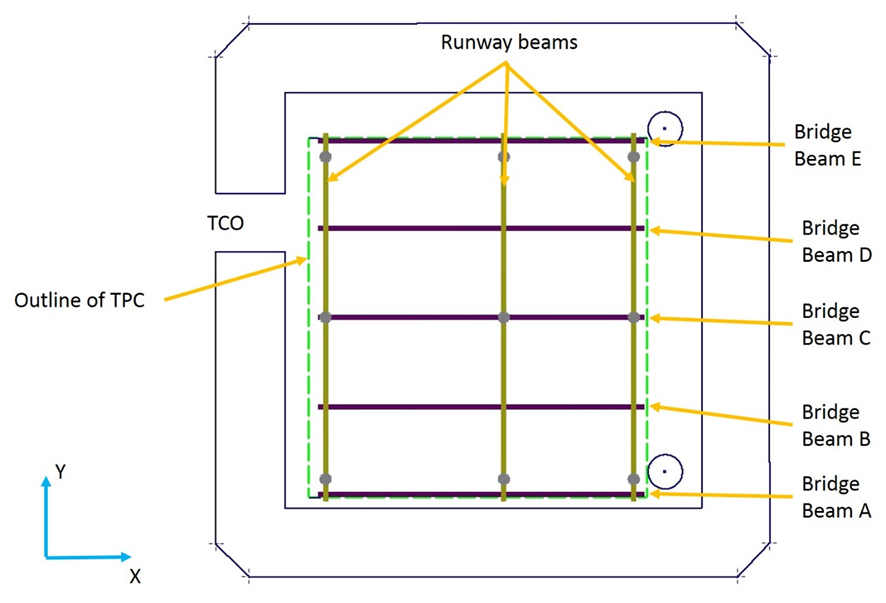 Runway beams
Bridge
Beam E
TCO
Bridge
Beam D
Outline of TPC
Bridge
Beam C
Bridge
Beam B
Y
Bridge
Beam A
X